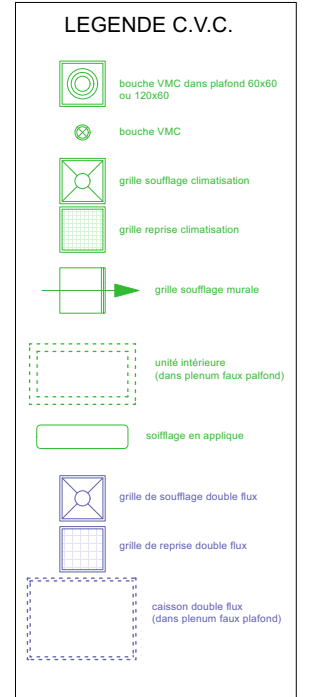 LEGENDE C.V.C.
bouche VMC dans plafond 60x60
ou 120x60
bouche VMC
grille soufflage climatisation
grille reprise climatisation
grille soufflage murale
unité intérieure
(dans plenum faux palfond)
soifflage en applique
grille de soufflage double flux
grille de reprise double flux
caisson double flux
(dans plenum faux plafond)